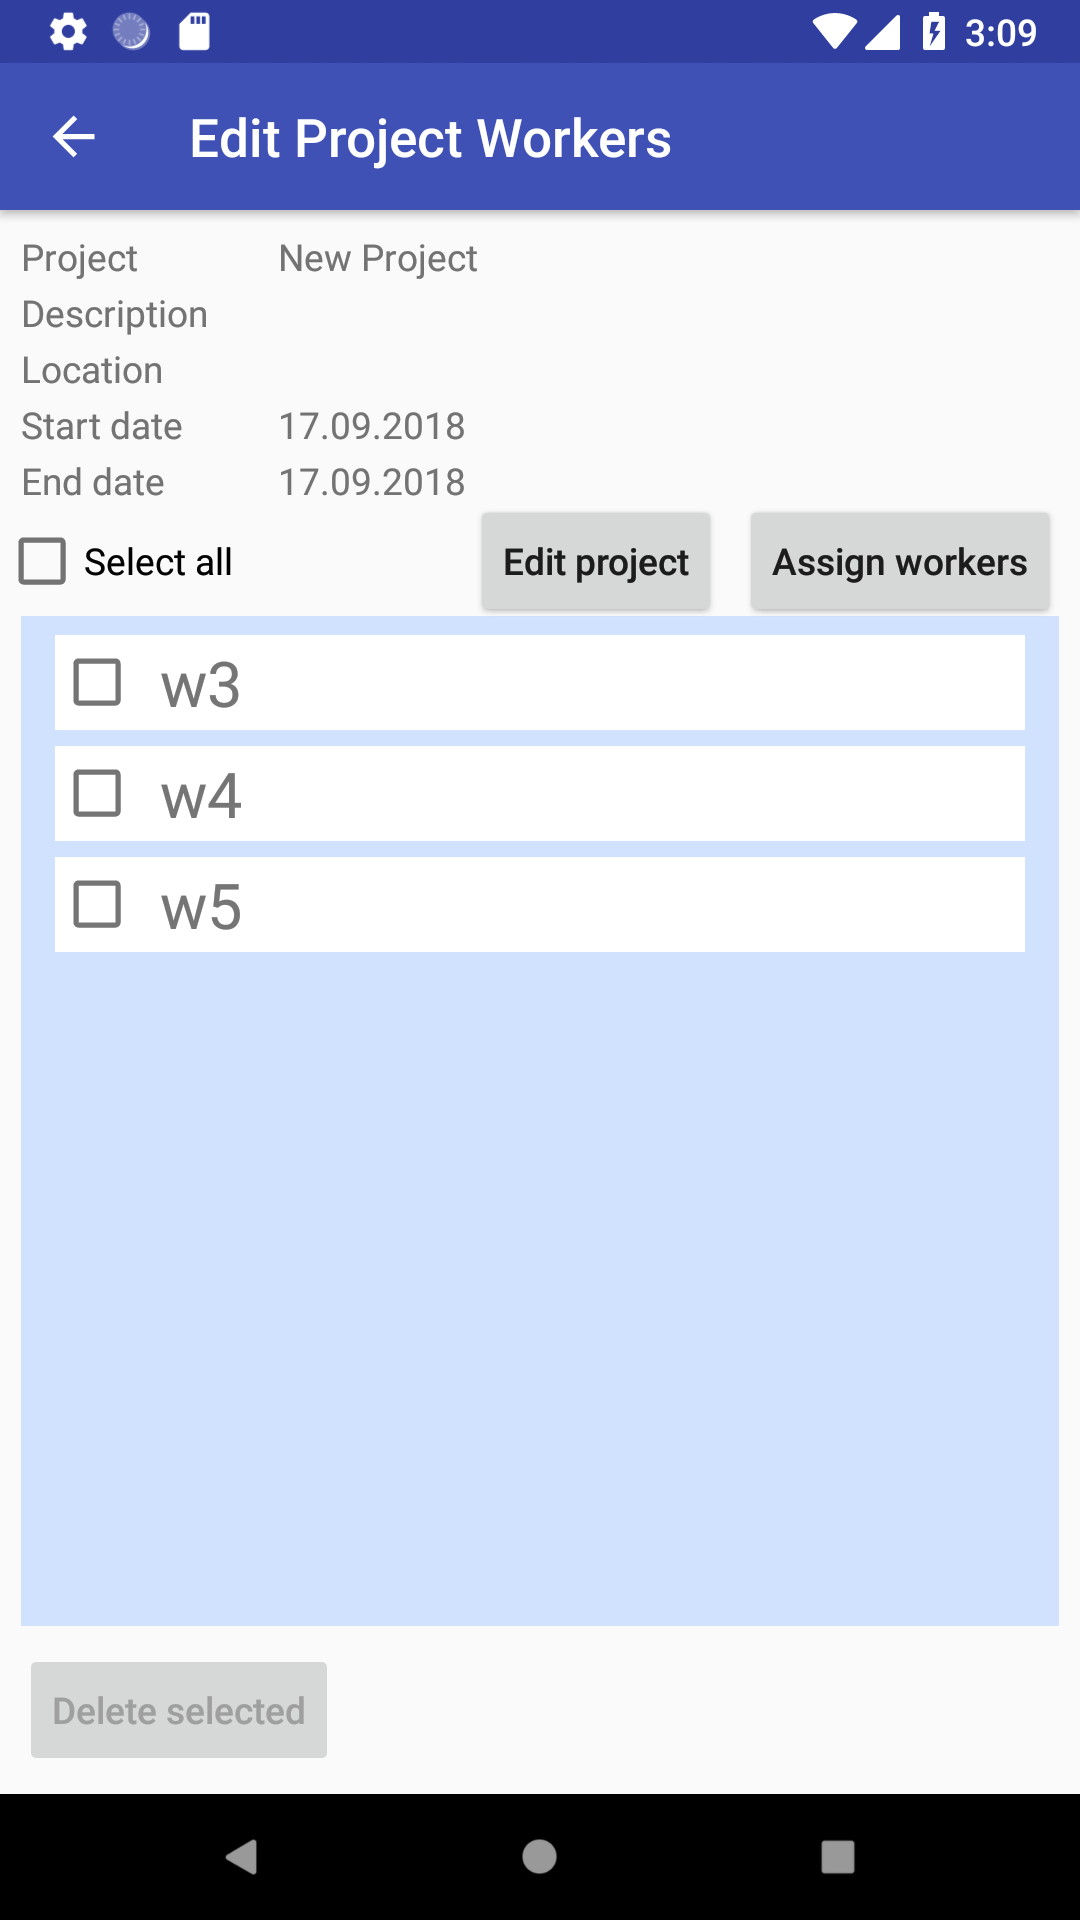 3:09
Edit Project Workers
Project New Project
Description
Location
Start date 17.09.2018
End date 17.09.2018
Select all Edit project Assign workers
w3
w4
w5
Delete selected